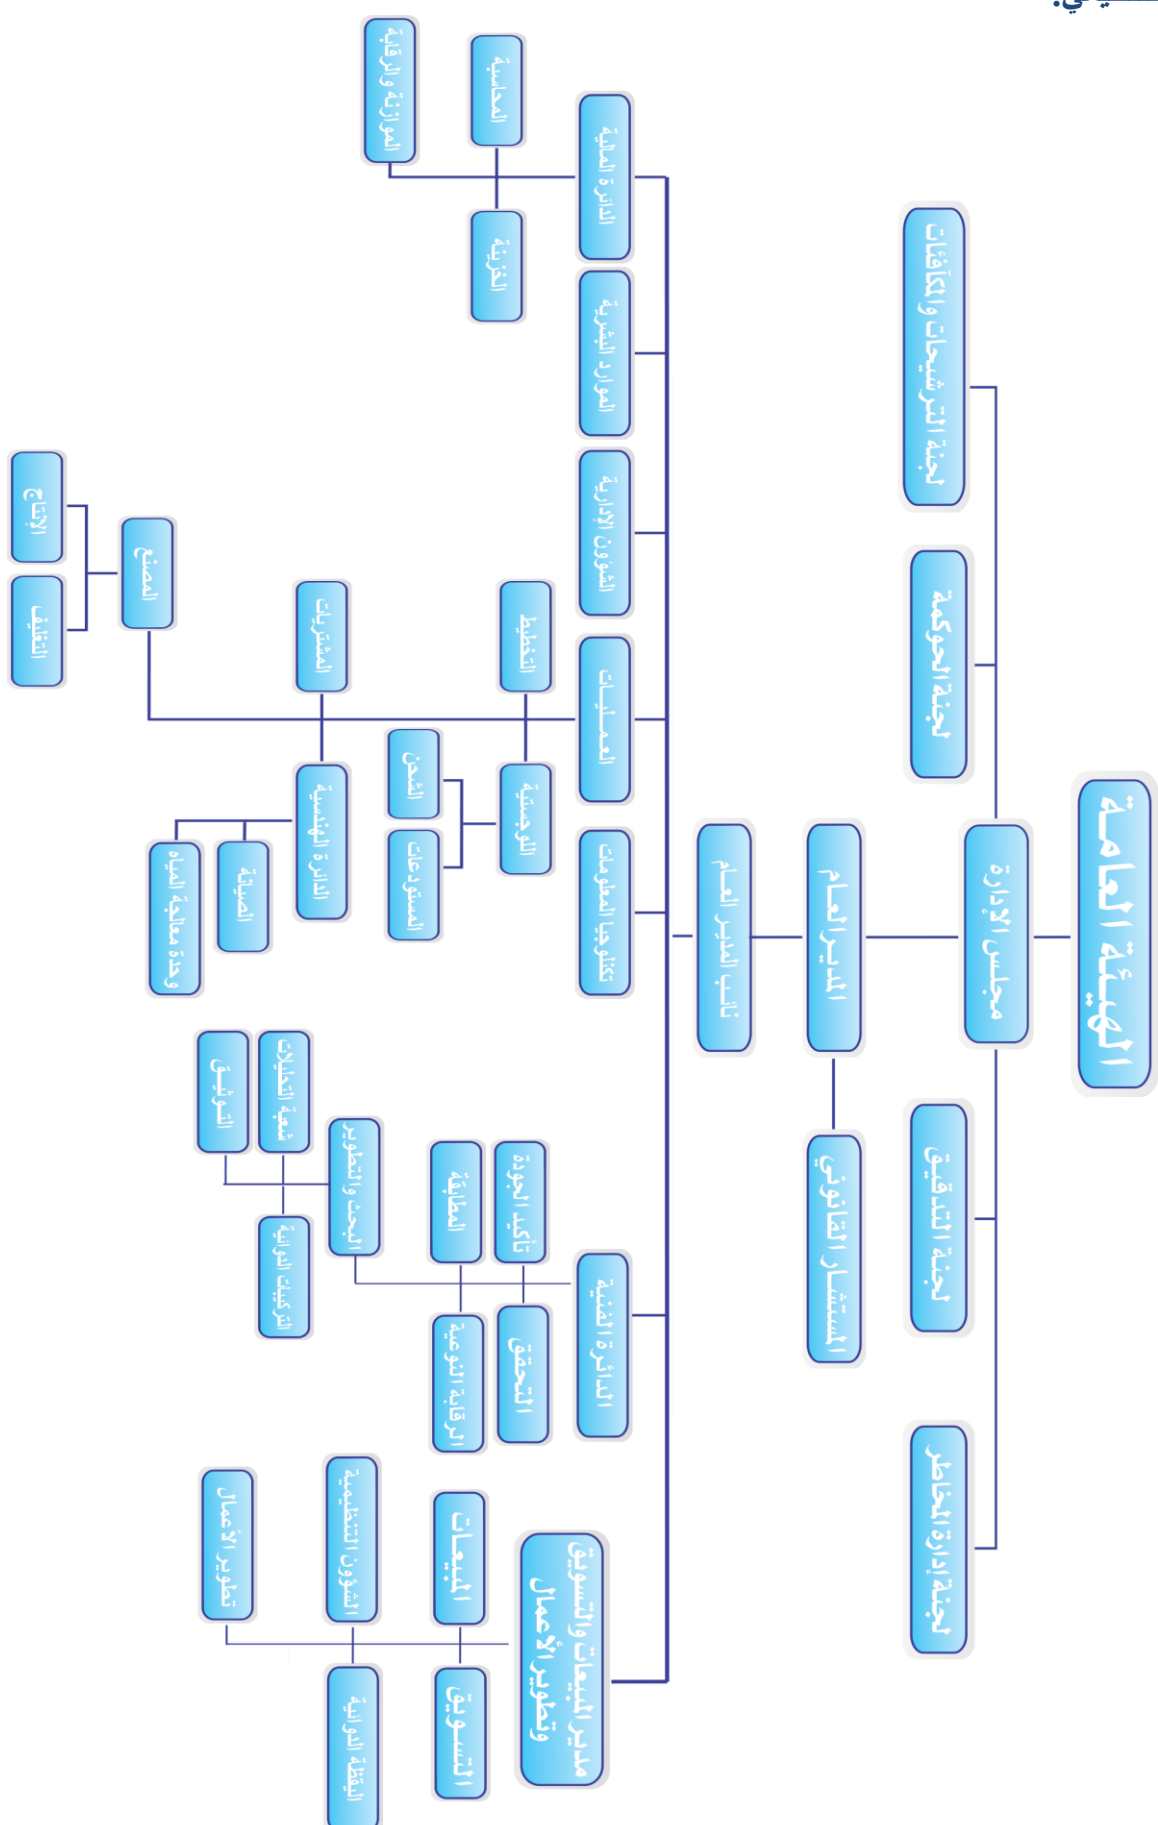 الهيئة العامة
مجلس الإدارة
لجنة الترشيحات والمكافئات
لجنة الحوكمة
لجنة التدقيق
لجنة إدارة المخاطر
المدير العام
المستشار القانوني
نائب المدير العام
الدائرة المالية
الموارد البشرية
الشؤون الإدارية
العمليات
تكنلوجيا المعلومات
الدائرة الفنية
مدير المبيعات والتسويق
وتطوير الأعمال
المحاسبة
الخزينة
الموازنة والرقابة
التخطيط
اللوجستية
الشحن
المستودعات
المشتريات
الدائرة الهندسية
الصيانة
وحدة معالجة المياه
المصنع
الإنتاج
التغليف
تأكيد الجودة
التحقق
المطابقة
الرقابة النوعية
البحث والتطوير
شعبة التحليلات
التركيبات الدوائية
التوثيق
المبيعات
التسويق
الشؤون التنظيمية
اليقظة الدوائية
تطوير الأعمال